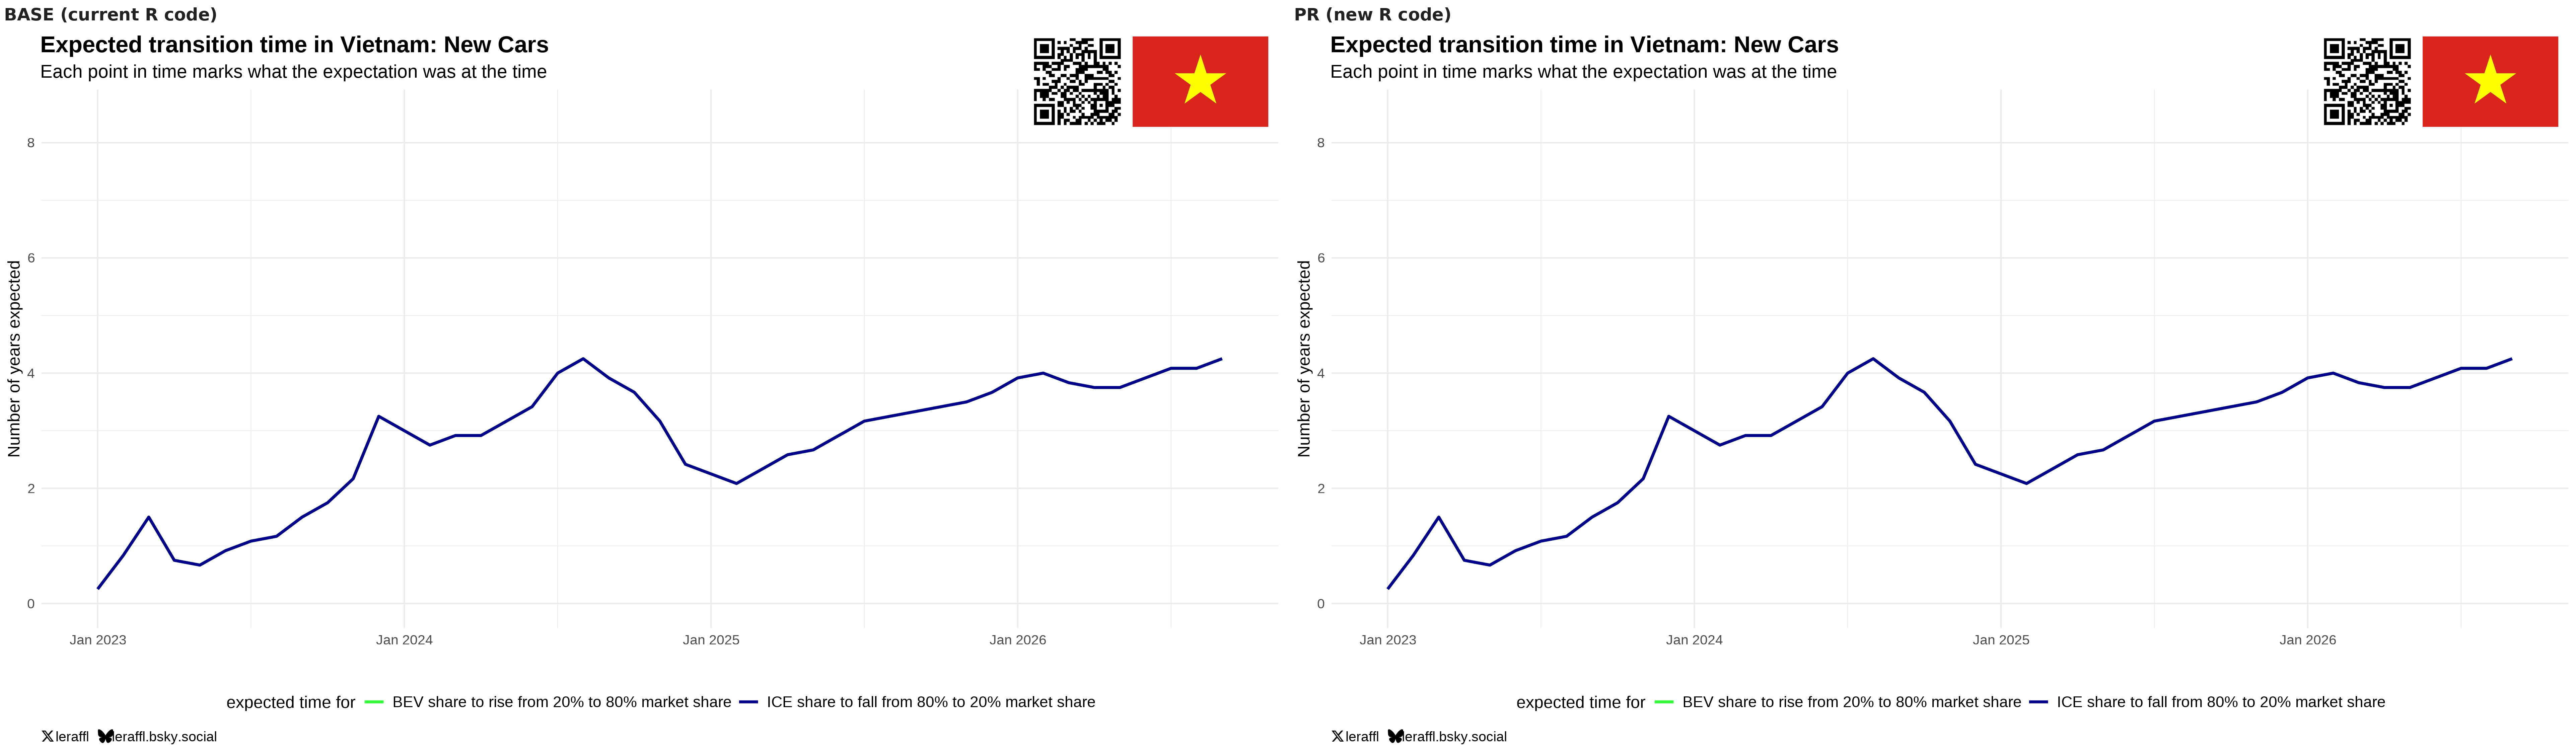 BASE (current R code)
Expected transition time in Vietnam: New Cars
Each point in time marks what the expectation was at the time
Number of years expected
8
6
4
2
0
Jan 2023
Jan 2024
Jan 2025
Jan 2026
expected time for
BEV share to rise from 20% to 80% market share
ICE share to fall from 80% to 20% market share
leraffl
leraffl.bsky.social
PR (new R code)
Expected transition time in Vietnam: New Cars
Each point in time marks what the expectation was at the time
Number of years expected
8
6
4
2
0
Jan 2023
Jan 2024
Jan 2025
Jan 2026
expected time for
BEV share to rise from 20% to 80% market share
ICE share to fall from 80% to 20% market share
leraffl
leraffl.bsky.social